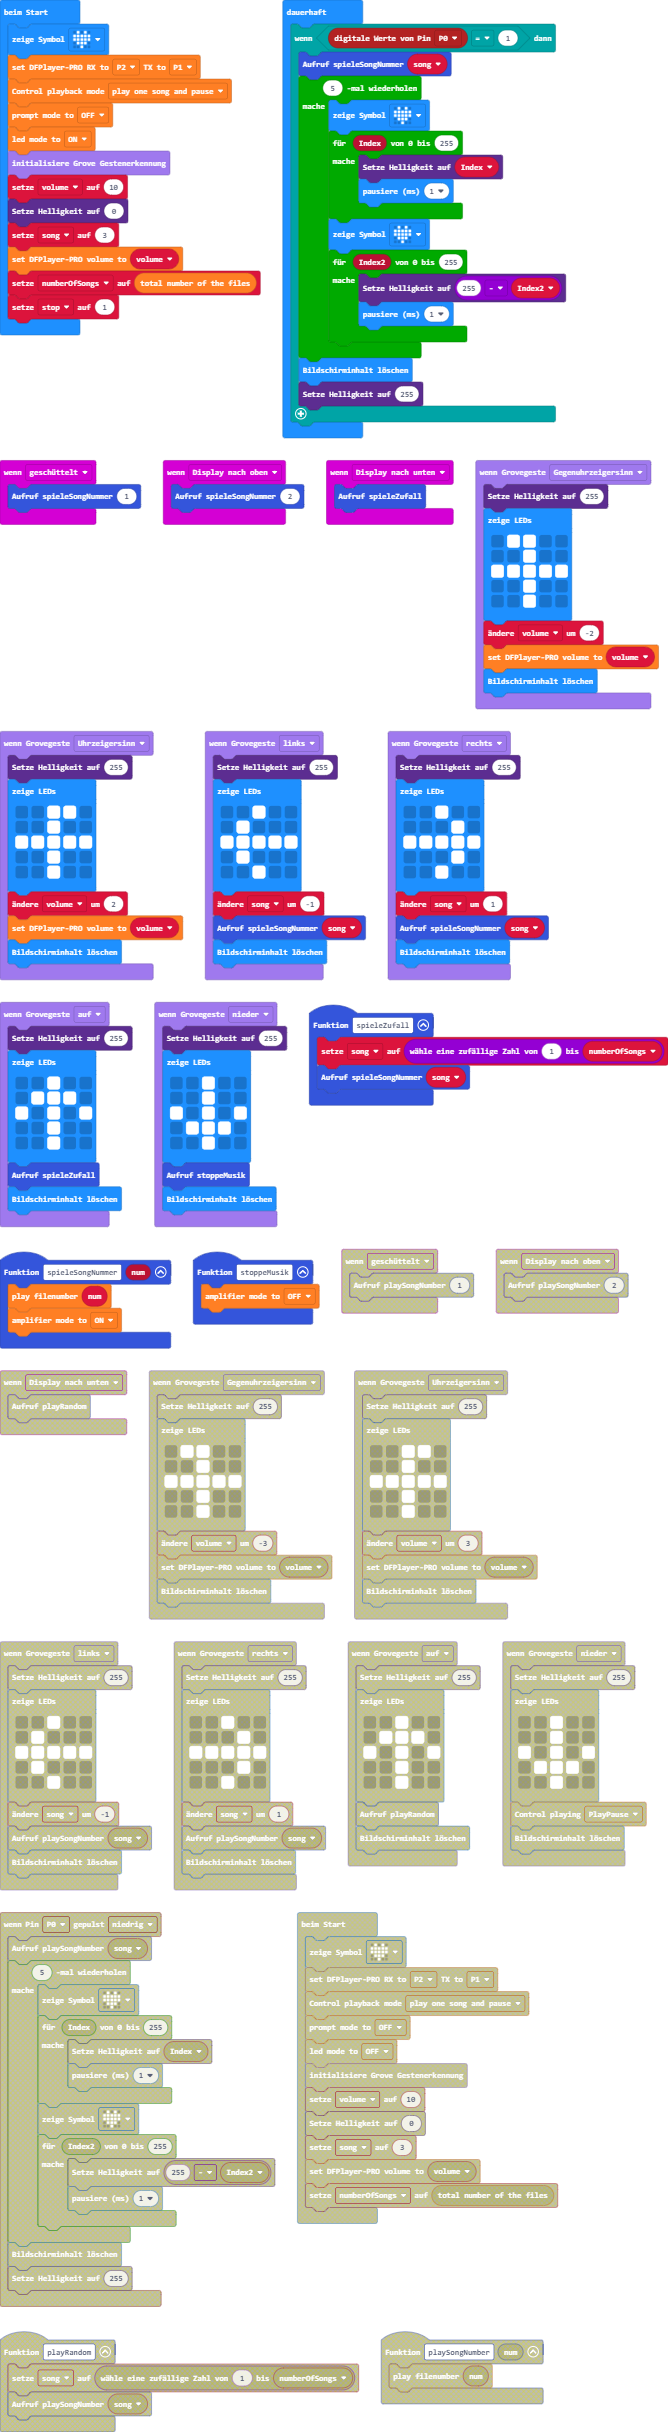 beim Start
zeige Symbol
set DFPlayer-PRO RX to P2 TX to P1
Control playback mode play one song and pause
prompt mode to OFF
led mode to ON
initialisiere Grove Gestenerkennung
setze volume auf 10
Setze Helligkeit auf 0
setze song auf 3
set DFPlayer-PRO volume to volume
setze numberOfSongs auf total number of the files
setze stop auf 1
dauerhaft
wenn digitale Werte von Pin P0 = 1 dann
Aufruf spieleSongNummer song
5 -mal wiederholen
mache
zeige Symbol
für Index von 0 bis 255
mache Setze Helligkeit auf Index
pausiere (ms) 1
zeige Symbol
für Index2 von 0 bis 255
mache Setze Helligkeit auf 255 - Index2
pausiere (ms) 1
Bildschirminhalt löschen
Setze Helligkeit auf 255
wenn geschüttelt
Aufruf spieleSongNummer 1
wenn Display nach oben
Aufruf spieleSongNummer 2
wenn Display nach unten
Aufruf spieleZufall
wenn Grovegeste Gegenuhrzeigersinn
Setze Helligkeit auf 255
zeige LEDs
ändere volume um -2
set DFPlayer-PRO volume to volume
Bildschirminhalt löschen
wenn Grovegeste Uhrzeigersinn
Setze Helligkeit auf 255
zeige LEDs
ändere volume um 2
set DFPlayer-PRO volume to volume
Bildschirminhalt löschen
wenn Grovegeste links
Setze Helligkeit auf 255
zeige LEDs
ändere song um -1
Aufruf spieleSongNummer song
Bildschirminhalt löschen
wenn Grovegeste rechts
Setze Helligkeit auf 255
zeige LEDs
ändere song um 1
Aufruf spieleSongNummer song
Bildschirminhalt löschen
wenn Grovegeste auf
Setze Helligkeit auf 255
zeige LEDs
Aufruf spieleZufall
Bildschirminhalt löschen
wenn Grovegeste nieder
Setze Helligkeit auf 255
zeige LEDs
Aufruf stoppeMusik
Bildschirminhalt löschen
Funktion spieleZufall
setze song auf wähle eine zufällige Zahl von 1 bis numberOfSongs
Aufruf spieleSongNummer song
Funktion spieleSongNummer num
play filenumber num
amplifier mode to ON
Funktion stoppeMusik
amplifier mode to OFF
wenn geschüttelt
Aufruf playSongNumber 1
wenn Display nach oben
Aufruf playSongNumber 2
wenn Display nach unten
Aufruf playRandom
wenn Grovegeste Gegenuhrzeigersinn
Setze Helligkeit auf 255
zeige LEDs
ändere volume um -3
set DFPlayer-PRO volume to volume
Bildschirminhalt löschen
wenn Grovegeste Uhrzeigersinn
Setze Helligkeit auf 255
zeige LEDs
ändere volume um 3
set DFPlayer-PRO volume to volume
Bildschirminhalt löschen
wenn Grovegeste links
Setze Helligkeit auf 255
zeige LEDs
ändere song um -1
Aufruf playSongNumber song
Bildschirminhalt löschen
wenn Grovegeste rechts
Setze Helligkeit auf 255
zeige LEDs
ändere song um 1
Aufruf playSongNumber song
Bildschirminhalt löschen
wenn Grovegeste auf
Setze Helligkeit auf 255
zeige LEDs
Aufruf playRandom
Bildschirminhalt löschen
wenn Grovegeste nieder
Setze Helligkeit auf 255
zeige LEDs
Control playing PlayPause
Bildschirminhalt löschen
wenn Pin P0 gepulst niedrig
Aufruf playSongNumber song
5 -mal wiederholen
mache
zeige Symbol
für Index von 0 bis 255
mache Setze Helligkeit auf Index
pausiere (ms) 1
zeige Symbol
für Index2 von 0 bis 255
mache Setze Helligkeit auf 255 - Index2
pausiere (ms) 1
Bildschirminhalt löschen
Setze Helligkeit auf 255
beim Start
zeige Symbol
set DFPlayer-PRO RX to P2 TX to P1
Control playback mode play one song and pause
prompt mode to OFF
led mode to OFF
initialisiere Grove Gestenerkennung
setze volume auf 10
Setze Helligkeit auf 0
setze song auf 3
set DFPlayer-PRO volume to volume
setze numberOfSongs auf total number of the files
Funktion playRandom
setze song auf wähle eine zufällige Zahl von 1 bis numberOfSongs
Aufruf playSongNumber song
Funktion playSongNumber num
play filenumber num